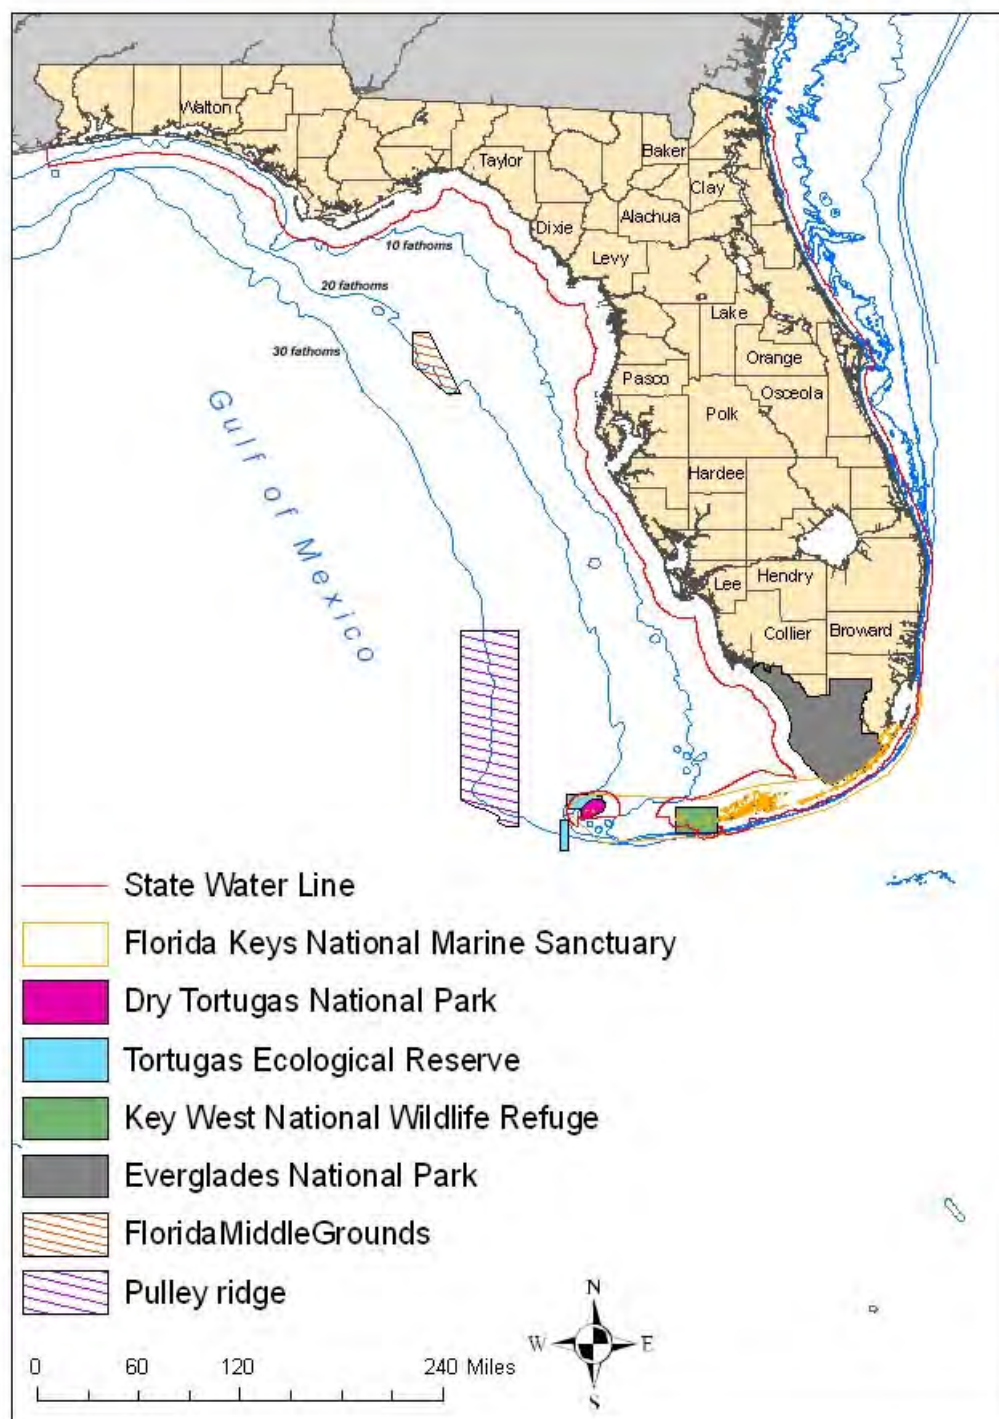 Walton
Baker
Taylor
Clay
Alachua
Dixie
10 fathoms
Levy
20 fathoms
Lake
30 fathoms
Orange
Pasco
Osceola
Polk
Gulf of Mexico
Hardee
Hendry
Lee
Collier
Broward
State Water Line
Florida Keys National Marine Sanctuary
Dry Tortugas National Park
Tortugas Ecological Reserve
Key West National Wildlife Refuge
Everglades National Park
FloridaMiddleGrounds
Pulley ridge
N
W E
S
0 60 120 240 Miles